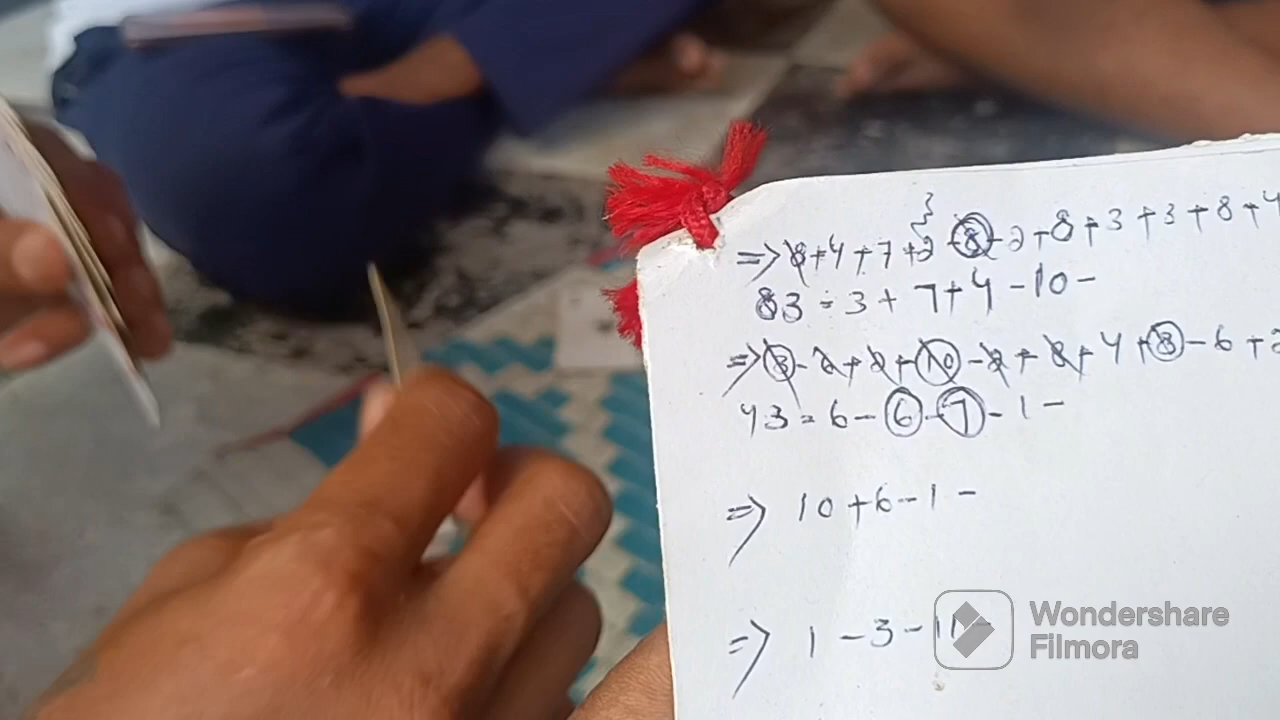 => 8+4+7+2-8-2+8+3+3+8+4
83 = 3+7+4-10-
=> 8-2+2+10-2+8+4+8-6+2
43 = 6-6-7-1-
=> 10+6-1-
=> 1-3-11-
Wondershare
Filmora